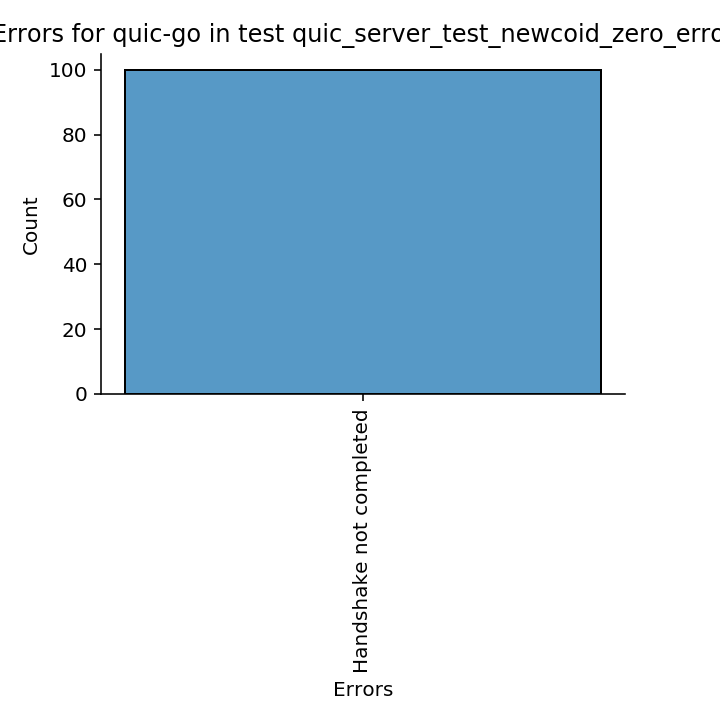 Errors for quic-go in test quic_server_test_newcoid_zero_erro
100
80
60
40
20
0
Count
Handshake not completed
Errors